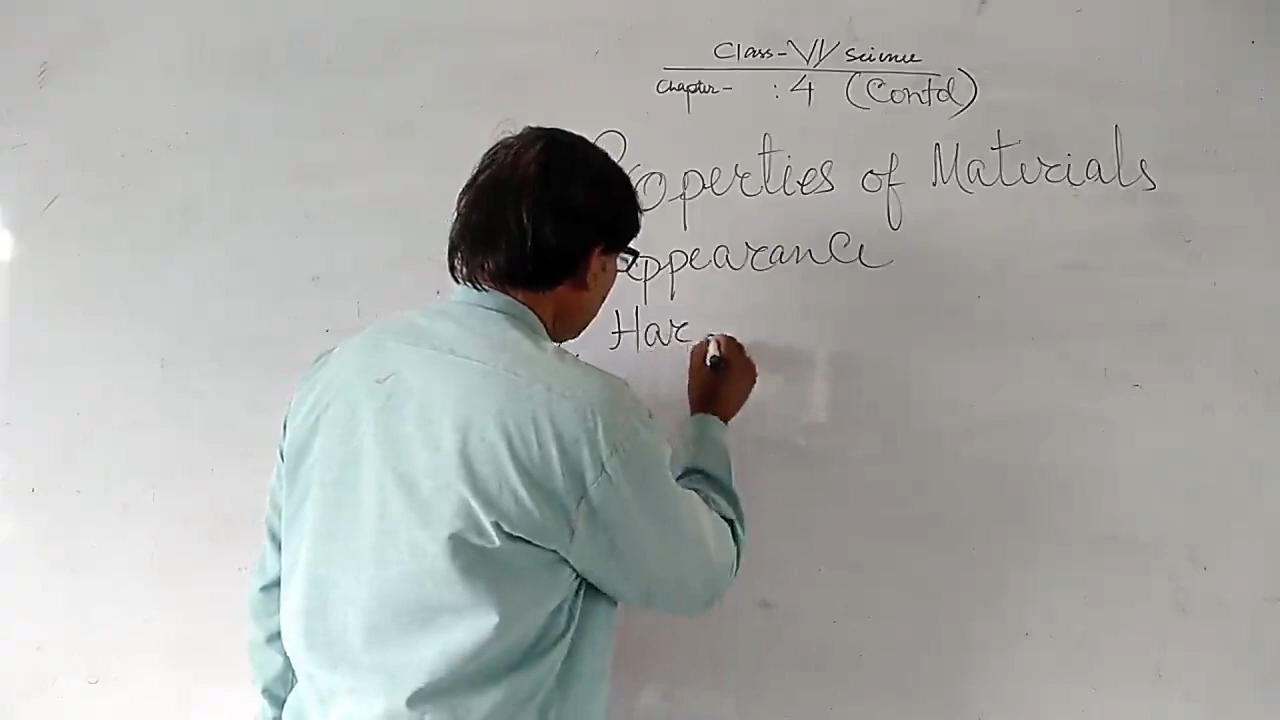 Class-VI Science
Chapter- : 4 (Contd)
Properties of Materials
Appearance
Har